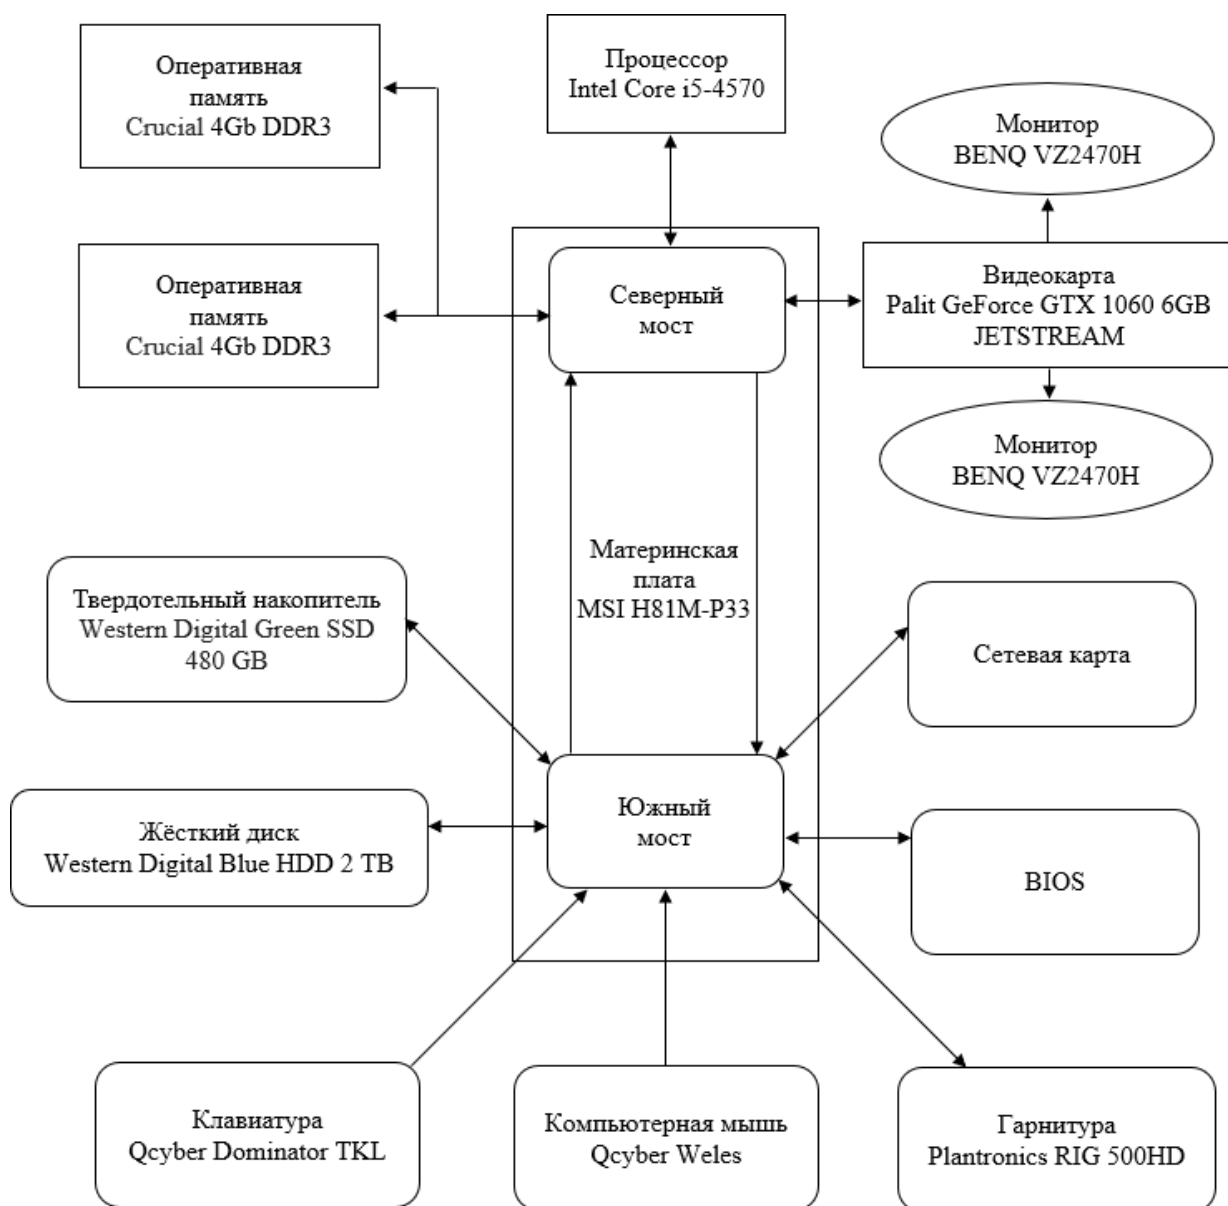 Оперативная
память
Crucial 4Gb DDR3
Процессор
Intel Core i5-4570
Монитор
BENQ VZ2470H
Оперативная
память
Crucial 4Gb DDR3
Северный
мост
Видеокарта
Palit GeForce GTX 1060 6GB
JETSTREAM
Монитор
BENQ VZ2470H
Твердотельный накопитель
Western Digital Green SSD
480 GB
Материнская
плата
MSI H81M-P33
Сетевая карта
Жёсткий диск
Western Digital Blue HDD 2 TB
Южный
мост
BIOS
Клавиатура
Qcyber Dominator TKL
Компьютерная мышь
Qcyber Weles
Гарнитура
Plantronics RIG 500HD